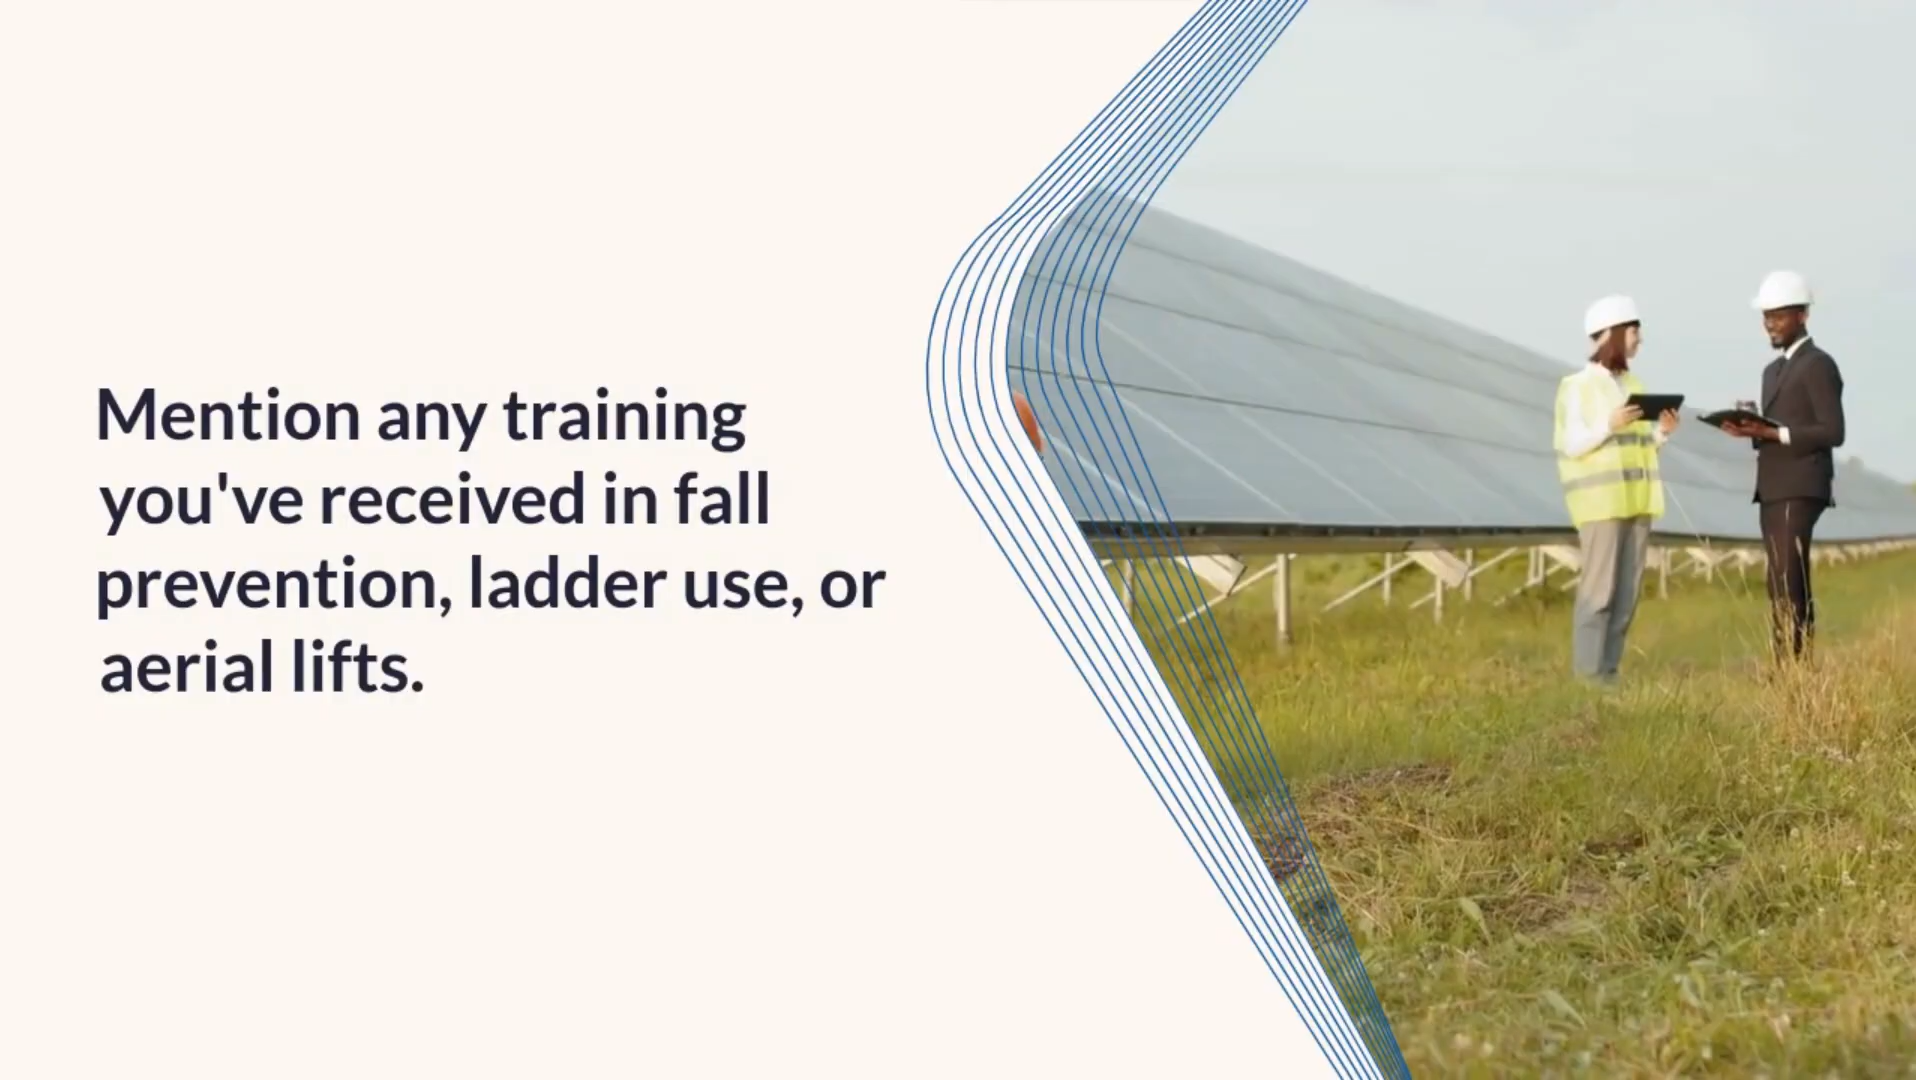 Mention any training
you've received in fall
prevention, ladder use, or
aerial lifts.